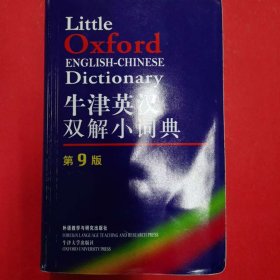 Little
Oxford
ENGLISH-CHINESE
Dictionary
牛津英汉
双解小词典
第9版
外语教学与研究出版社
FOREIGN LANGUAGE TEACHING AND RESEARCH PRESS
牛津大学出版社
OXFORD UNIVERSITY PRESS